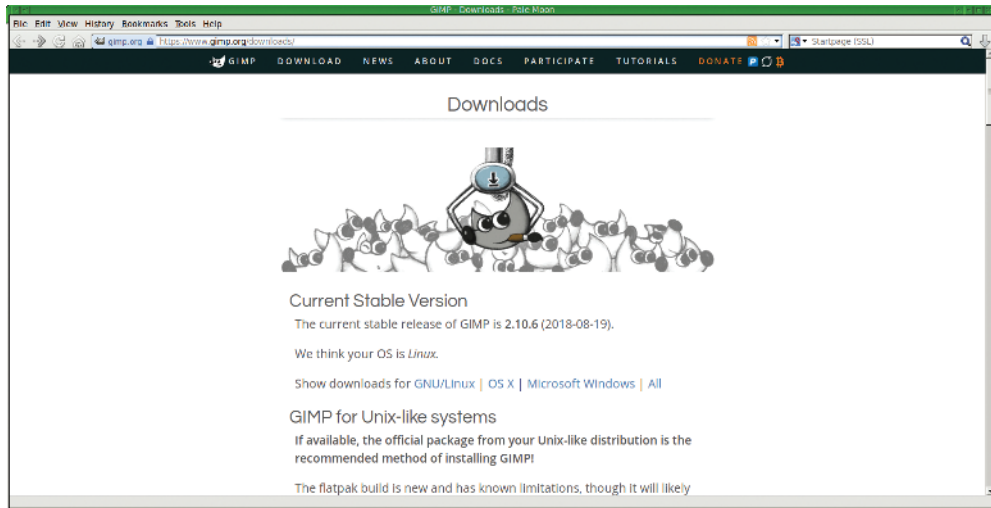 GIMP - Downloads - Pale Moon
File Edit View History Bookmarks Tools Help
gimp.org https://www.gimp.org/downloads/ Startpage (SSL)
GIMP DOWNLOAD NEWS ABOUT DOCS PARTICIPATE TUTORIALS DONATE
Downloads
Current Stable Version
The current stable release of GIMP is 2.10.6 (2018-08-19).
We think your OS is Linux.
Show downloads for GNU/Linux | OS X | Microsoft Windows | All
GIMP for Unix-like systems
If available, the official package from your Unix-like distribution is the
recommended method of installing GIMP!
The flatpak build is new and has known limitations, though it will likely